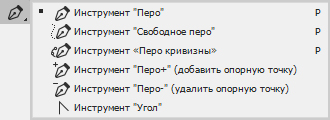 Инструмент "Перо" P
Инструмент "Свободное перо" P
Инструмент «Перо кривизны» P
Инструмент "Перо+" (добавить опорную точку)
Инструмент "Перо-" (удалить опорную точку)
Инструмент "Угол"